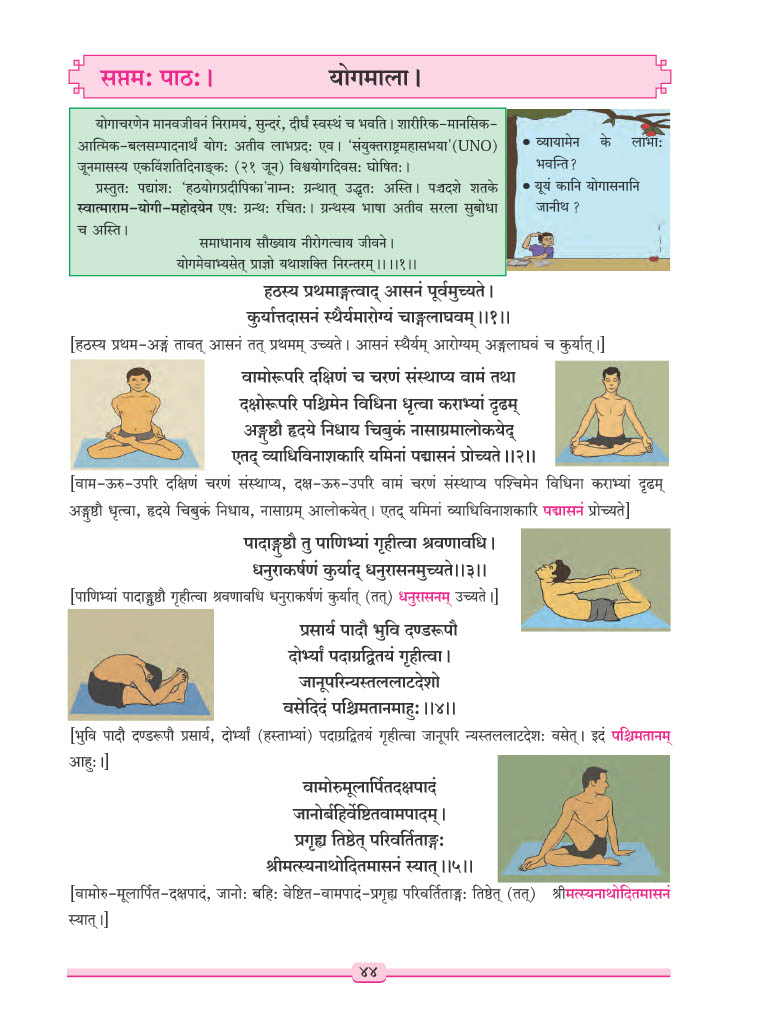 सप्तमः पाठः। योगमाला।
योगाचरणेन मानवजीवनं निरामयं, सुन्दरं, दीर्घं स्वस्थं च भवति। शारीरिक-मानसिक-
आत्मिक-बलसम्पादनार्थं योगः अतीव लाभप्रदः एव। 'संयुक्तराष्ट्रमहासभया'(UNO)
जूनमासस्य एकविंशतिदिनाङ्कः (२१ जून) विश्वयोगदिवसः घोषितः।
प्रस्तुतः पद्यांशः 'हठयोगप्रदीपिका'नाम्नः ग्रन्थात् उद्धृतः अस्ति। पञ्चदशे शतके
स्वात्माराम-योगी-महोदयेन एषः ग्रन्थः रचितः। ग्रन्थस्य भाषा अतीव सरला सुबोधा
च अस्ति।
समाधानाय सौख्याय नीरोगत्वाय जीवने।
योगमेवाभ्यसेत् प्राज्ञो यथाशक्ति निरन्तरम्।।।।१।।
• व्यायामेन के लाभाः
भवन्ति ?
• यूयं कानि योगासनानि
जानीथ ?
हठस्य प्रथमाङ्गत्वाद् आसनं पूर्वमुच्यते।
कुर्यात्तदासनं स्थैर्यमारोग्यं चाङ्गलाघवम्।।१।।
[हठस्य प्रथम-अङ्गं तावत् आसनं तत् प्रथमम् उच्यते। आसनं स्थैर्यम् आरोग्यम् अङ्गलाघवं च कुर्यात्।]
वामोरूपरि दक्षिणं च चरणं संस्थाप्य वामं तथा
दक्षोरूपरि पश्चिमेन विधिना धृत्वा कराभ्यां दृढम्
अङ्गुष्ठौ हृदये निधाय चिबुकं नासाग्रमालोकयेद्
एतद् व्याधिविनाशकारि यमिनां पद्मासनं प्रोच्यते।।२।।
[वाम-ऊरु-उपरि दक्षिणं चरणं संस्थाप्य, दक्ष-ऊरु-उपरि वामं चरणं संस्थाप्य पश्चिमेन विधिना कराभ्यां दृढम्
अङ्गुष्ठौ धृत्वा, हृदये चिबुकं निधाय, नासाग्रम् आलोकयेत्। एतद् यमिनां व्याधिविनाशकारि पद्मासनं प्रोच्यते]
पादाङ्गुष्ठौ तु पाणिभ्यां गृहीत्वा श्रवणावधि।
धनुराकर्षणं कुर्याद् धनुरासनमुच्यते।।३।।
[पाणिभ्यां पादाङ्गुष्ठौ गृहीत्वा श्रवणावधि धनुराकर्षणं कुर्यात् (तत्) धनुरासनम् उच्यते।]
प्रसार्य पादौ भुवि दण्डरूपौ
दोर्भ्यां पदाग्रद्वितयं गृहीत्वा।
जानूपरिन्यस्तललाटदेशो
वसेदिदं पश्चिमतानमाहुः।।४।।
[भुवि पादौ दण्डरूपौ प्रसार्य, दोर्भ्यां (हस्ताभ्यां) पदाग्रद्वितयं गृहीत्वा जानूपरि न्यस्तललाटदेशः वसेत्। इदं पश्चिमतानम्
आहुः।]
वामोरुमूलार्पितदक्षपादं
जानोर्बहिर्वेष्टितवामपादम्।
प्रगृह्य तिष्ठेत् परिवर्तिताङ्गः
श्रीमत्स्यनाथोदितमासनं स्यात्।।५।।
[वामोरु-मूलार्पित-दक्षपादं, जानोः बहिः वेष्टित-वामपादं-प्रगृह्य परिवर्तिताङ्गः तिष्ठेत् (तत्) श्रीमत्स्यनाथोदितमासनं
स्यात्।]
४४